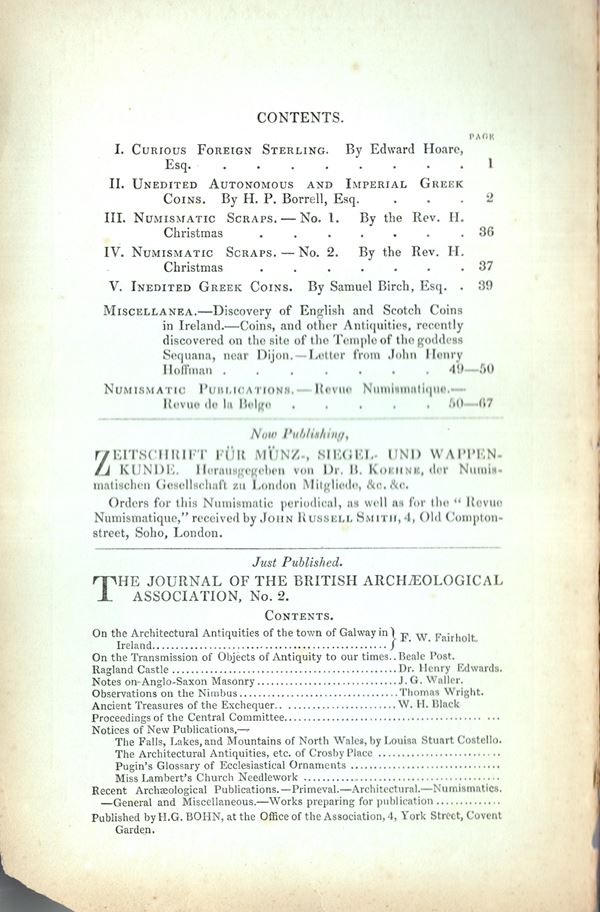 CONTENTS.
PAGE
I. CURIOUS FOREIGN STERLING. By Edward Hoare,
Esq. . . . . . . . . 1
II. UNEDITED AUTONOMOUS AND IMPERIAL GREEK
COINS. By H. P. Borrell, Esq. . . . 2
III. NUMISMATIC SCRAPS. — No. 1. By the Rev. H.
Christmas . . . . . . 36
IV. NUMISMATIC SCRAPS. — No. 2. By the Rev. H.
Christmas . . . . . . 37
V. INEDITED GREEK COINS. By Samuel Birch, Esq. . 39
MISCELLANEA.—Discovery of English and Scotch Coins
in Ireland.—Coins, and other Antiquities, recently
discovered on the site of the Temple of the goddess
Sequana, near Dijon.—Letter from John Henry
Hoffman . . . . . . 49—50
NUMISMATIC PUBLICATIONS.—Revue Numismatique.—
Revue de la Belge . . . . . 50—67
Now Publishing,
ZEITSCHRIFT FÜR MÜNZ-, SIEGEL- UND WAPPEN-
KUNDE. Herausgegeben von Dr. B. KOEHNE, der Numis-
matischen Gesellschaft zu London Mitgliede, &c. &c.
Orders for this Numismatic periodical, as well as for the “ Revue
Numismatique,” received by JOHN RUSSELL SMITH, 4, Old Compton-
street, Soho, London.
Just Published.
THE JOURNAL OF THE BRITISH ARCHÆOLOGICAL
ASSOCIATION, No. 2.
CONTENTS.
On the Architectural Antiquities of the town of Galway in } F. W. Fairholt.
Ireland..............................................
On the Transmission of Objects of Antiquity to our times..Beale Post.
Ragland Castle ............................................Dr. Henry Edwards.
Notes on Anglo-Saxon Masonry ..........................J. G. Waller.
Observations on the Nimbus..............................Thomas Wright.
Ancient Treasures of the Exchequer.. ......................W. H. Black
Proceedings of the Central Committee.................................. ...
Notices of New Publications,—
The Falls, Lakes, and Mountains of North Wales, by Louisa Stuart Costello.
The Architectural Antiquities, etc. of Crosby Place ........................
Pugin's Glossary of Ecclesiastical Ornaments ..............................
Miss Lambert's Church Needlework ........................................
Recent Archæological Publications.—Primeval.—Architectural.—Numismatics.
—General and Miscellaneous.—Works preparing for publication .............
Published by H.G. BOHN, at the Office of the Association, 4, York Street, Covent
Garden.